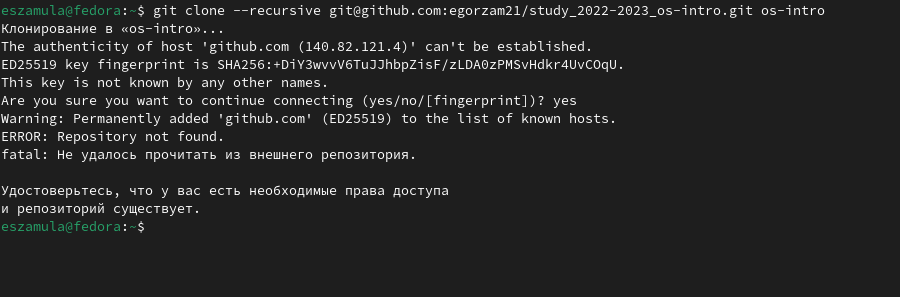 eszamula@fedora:~$ git clone --recursive git@github.com:egorzam21/study_2022-2023_os-intro.git os-intro
Клонирование в «os-intro»...
The authenticity of host 'github.com (140.82.121.4)' can't be established.
ED25519 key fingerprint is SHA256:+DiY3wvvV6TuJJhbpZisF/zLDA0zPMSvHdkr4UvCOqU.
This key is not known by any other names.
Are you sure you want to continue connecting (yes/no/[fingerprint])? yes
Warning: Permanently added 'github.com' (ED25519) to the list of known hosts.
ERROR: Repository not found.
fatal: Не удалось прочитать из внешнего репозитория.
Удостоверьтесь, что у вас есть необходимые права доступа
и репозиторий существует.
eszamula@fedora:~$